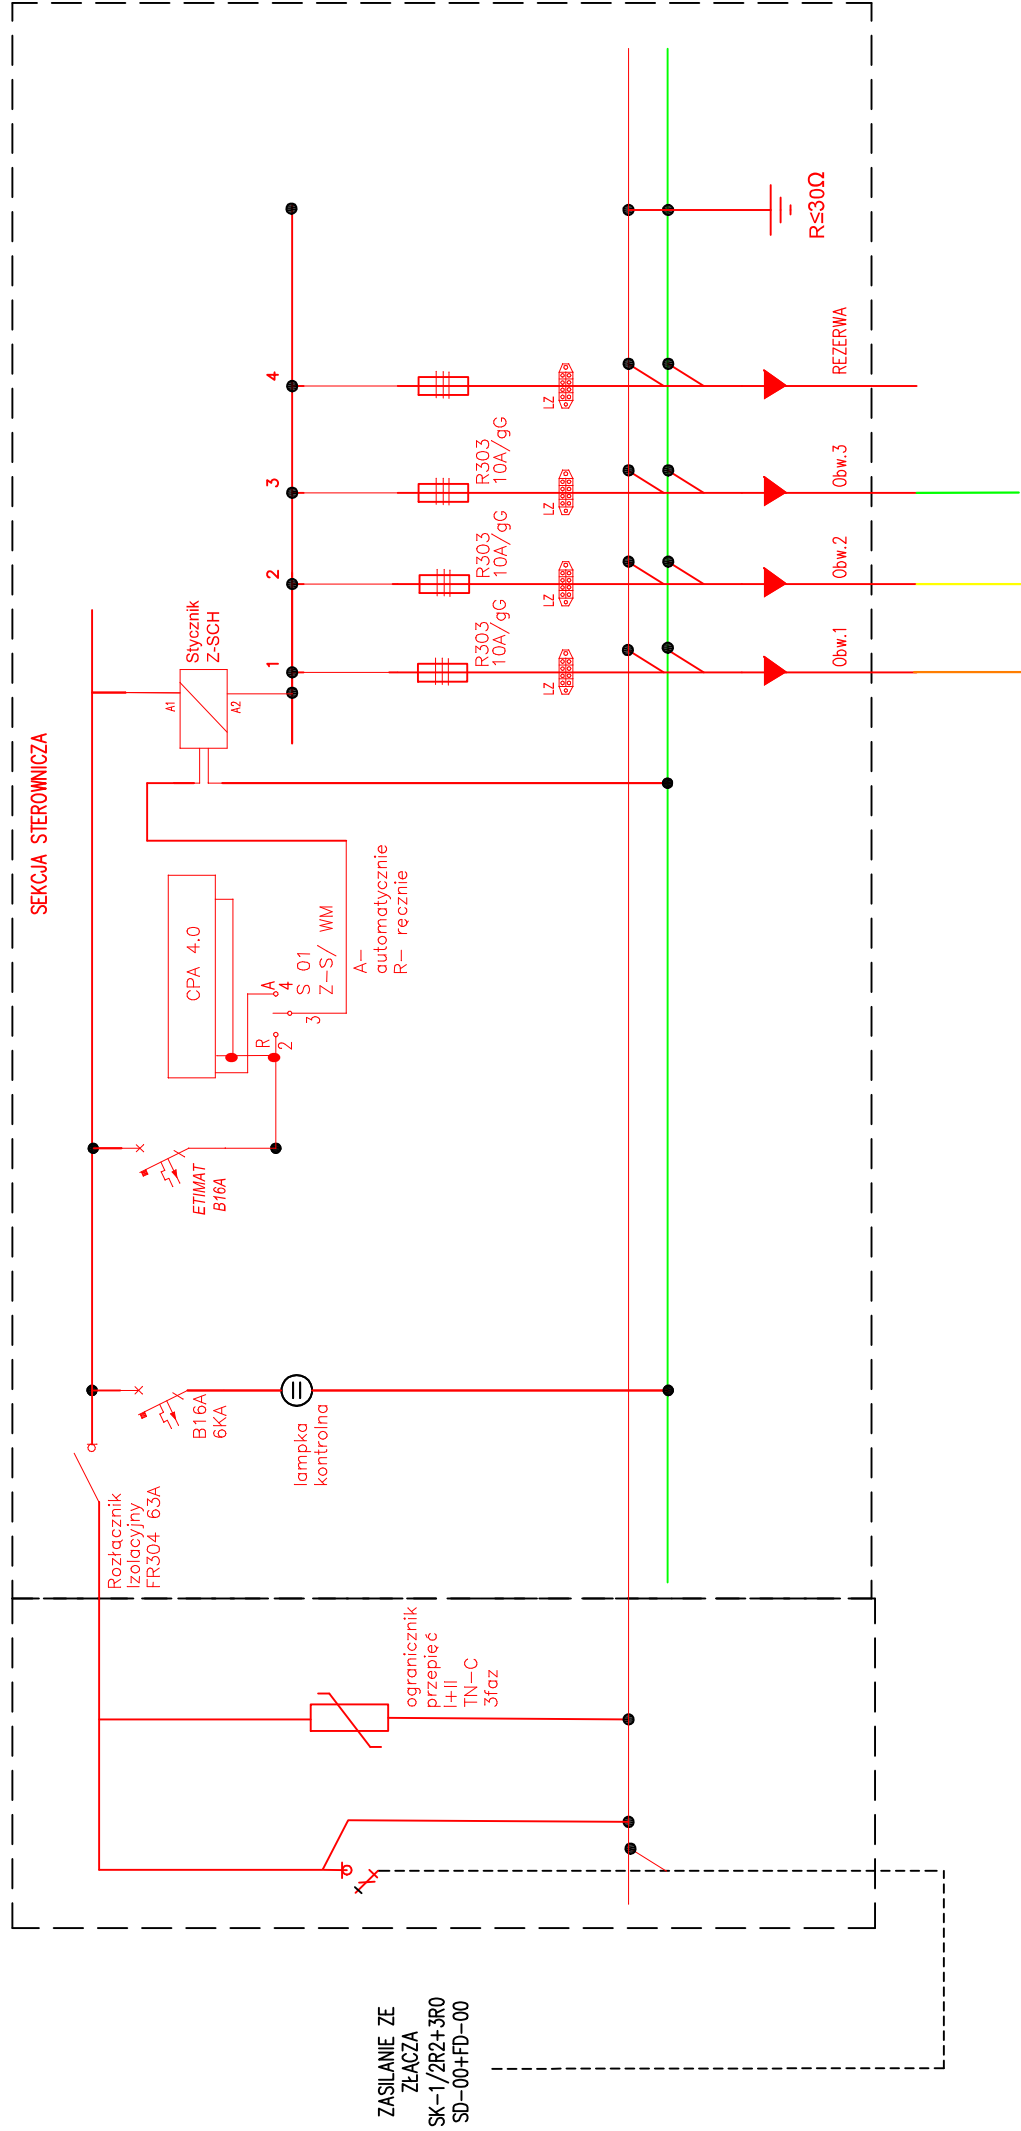 SEKCJA STEROWNICZA
ZASILANIE ZE
ZŁĄCZA
SK-1/2R2+3R0
SD-00+FD-00
ogranicznik
przepięć
I+II
TN-C
3faz
Rozłącznik
Izolacyjny
FR304 63A
B16A
6KA
lampka
kontrolna
ETIMAT
B16A
CPA 4.0
R
2
A
4
3
S 01
Z-S/ WM
A-
automatycznie
R- ręcznie
A1
A2
Stycznik
Z-SCH
1
R303
10A/gG
LZ
Obw.1
2
R303
10A/gG
LZ
Obw.2
3
R303
10A/gG
LZ
Obw.3
4
LZ
REZERWA
R≤30Ω